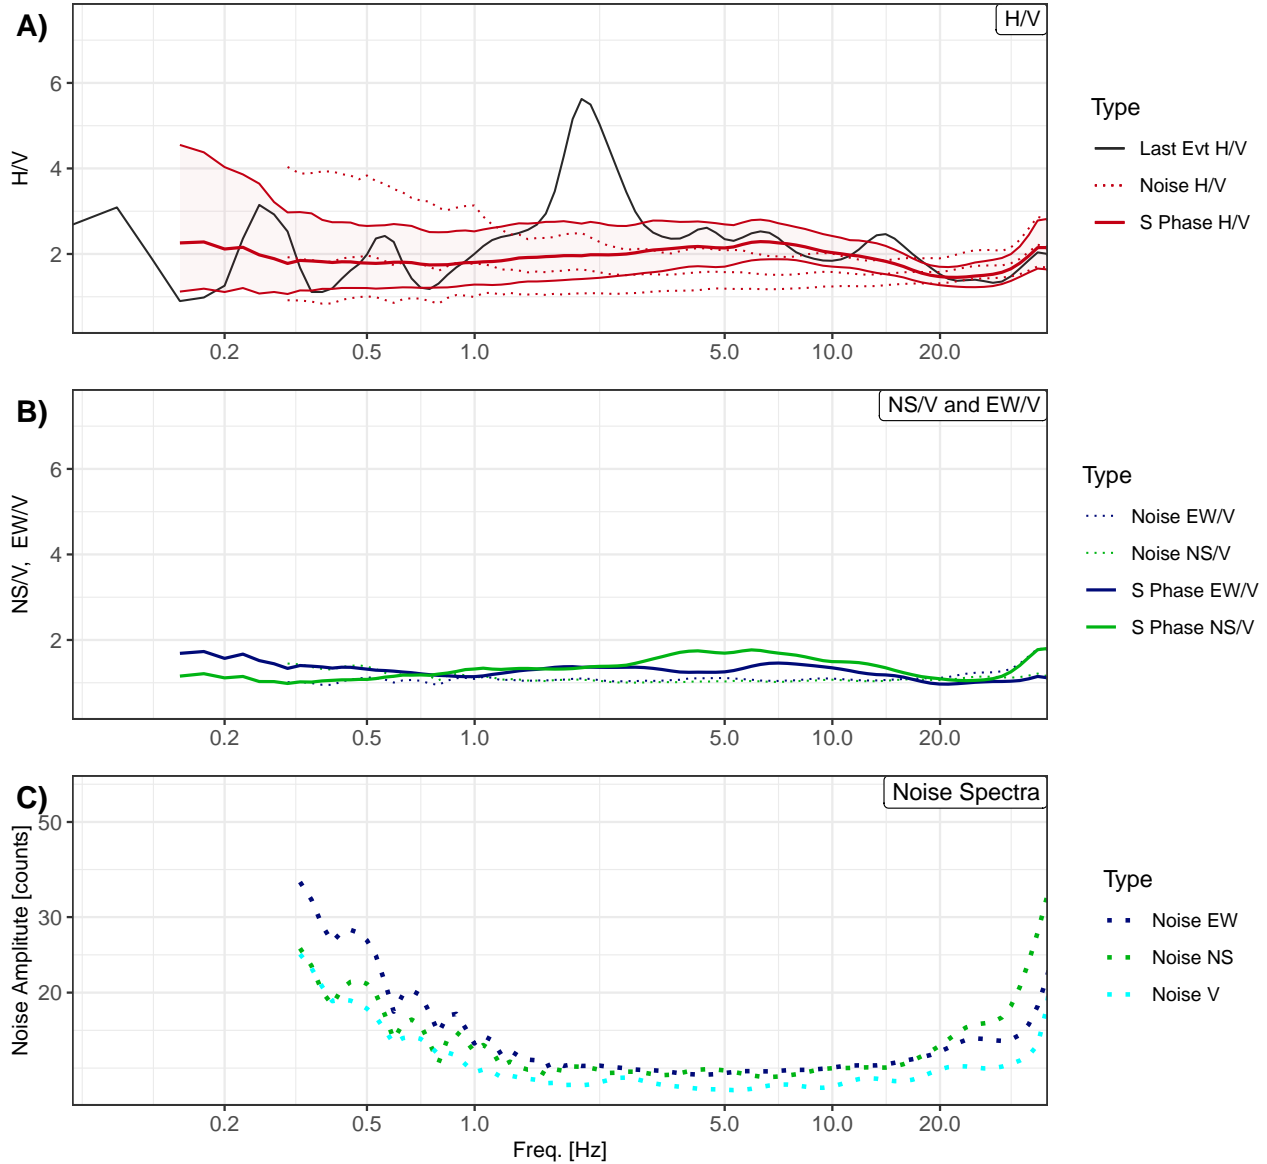 A)
H/V
H/V
6
4
2
0.2 0.5 1.0 5.0 10.0 20.0
Type
Last Evt H/V
Noise H/V
S Phase H/V
B)
NS/V and EW/V
NS/V,  EW/V
6
4
2
0.2 0.5 1.0 5.0 10.0 20.0
Type
Noise EW/V
Noise NS/V
S Phase EW/V
S Phase NS/V
C)
Noise Spectra
Noise Amplitute [counts]
50
30
20
0.2 0.5 1.0 5.0 10.0 20.0
Freq. [Hz]
Type
Noise EW
Noise NS
Noise V